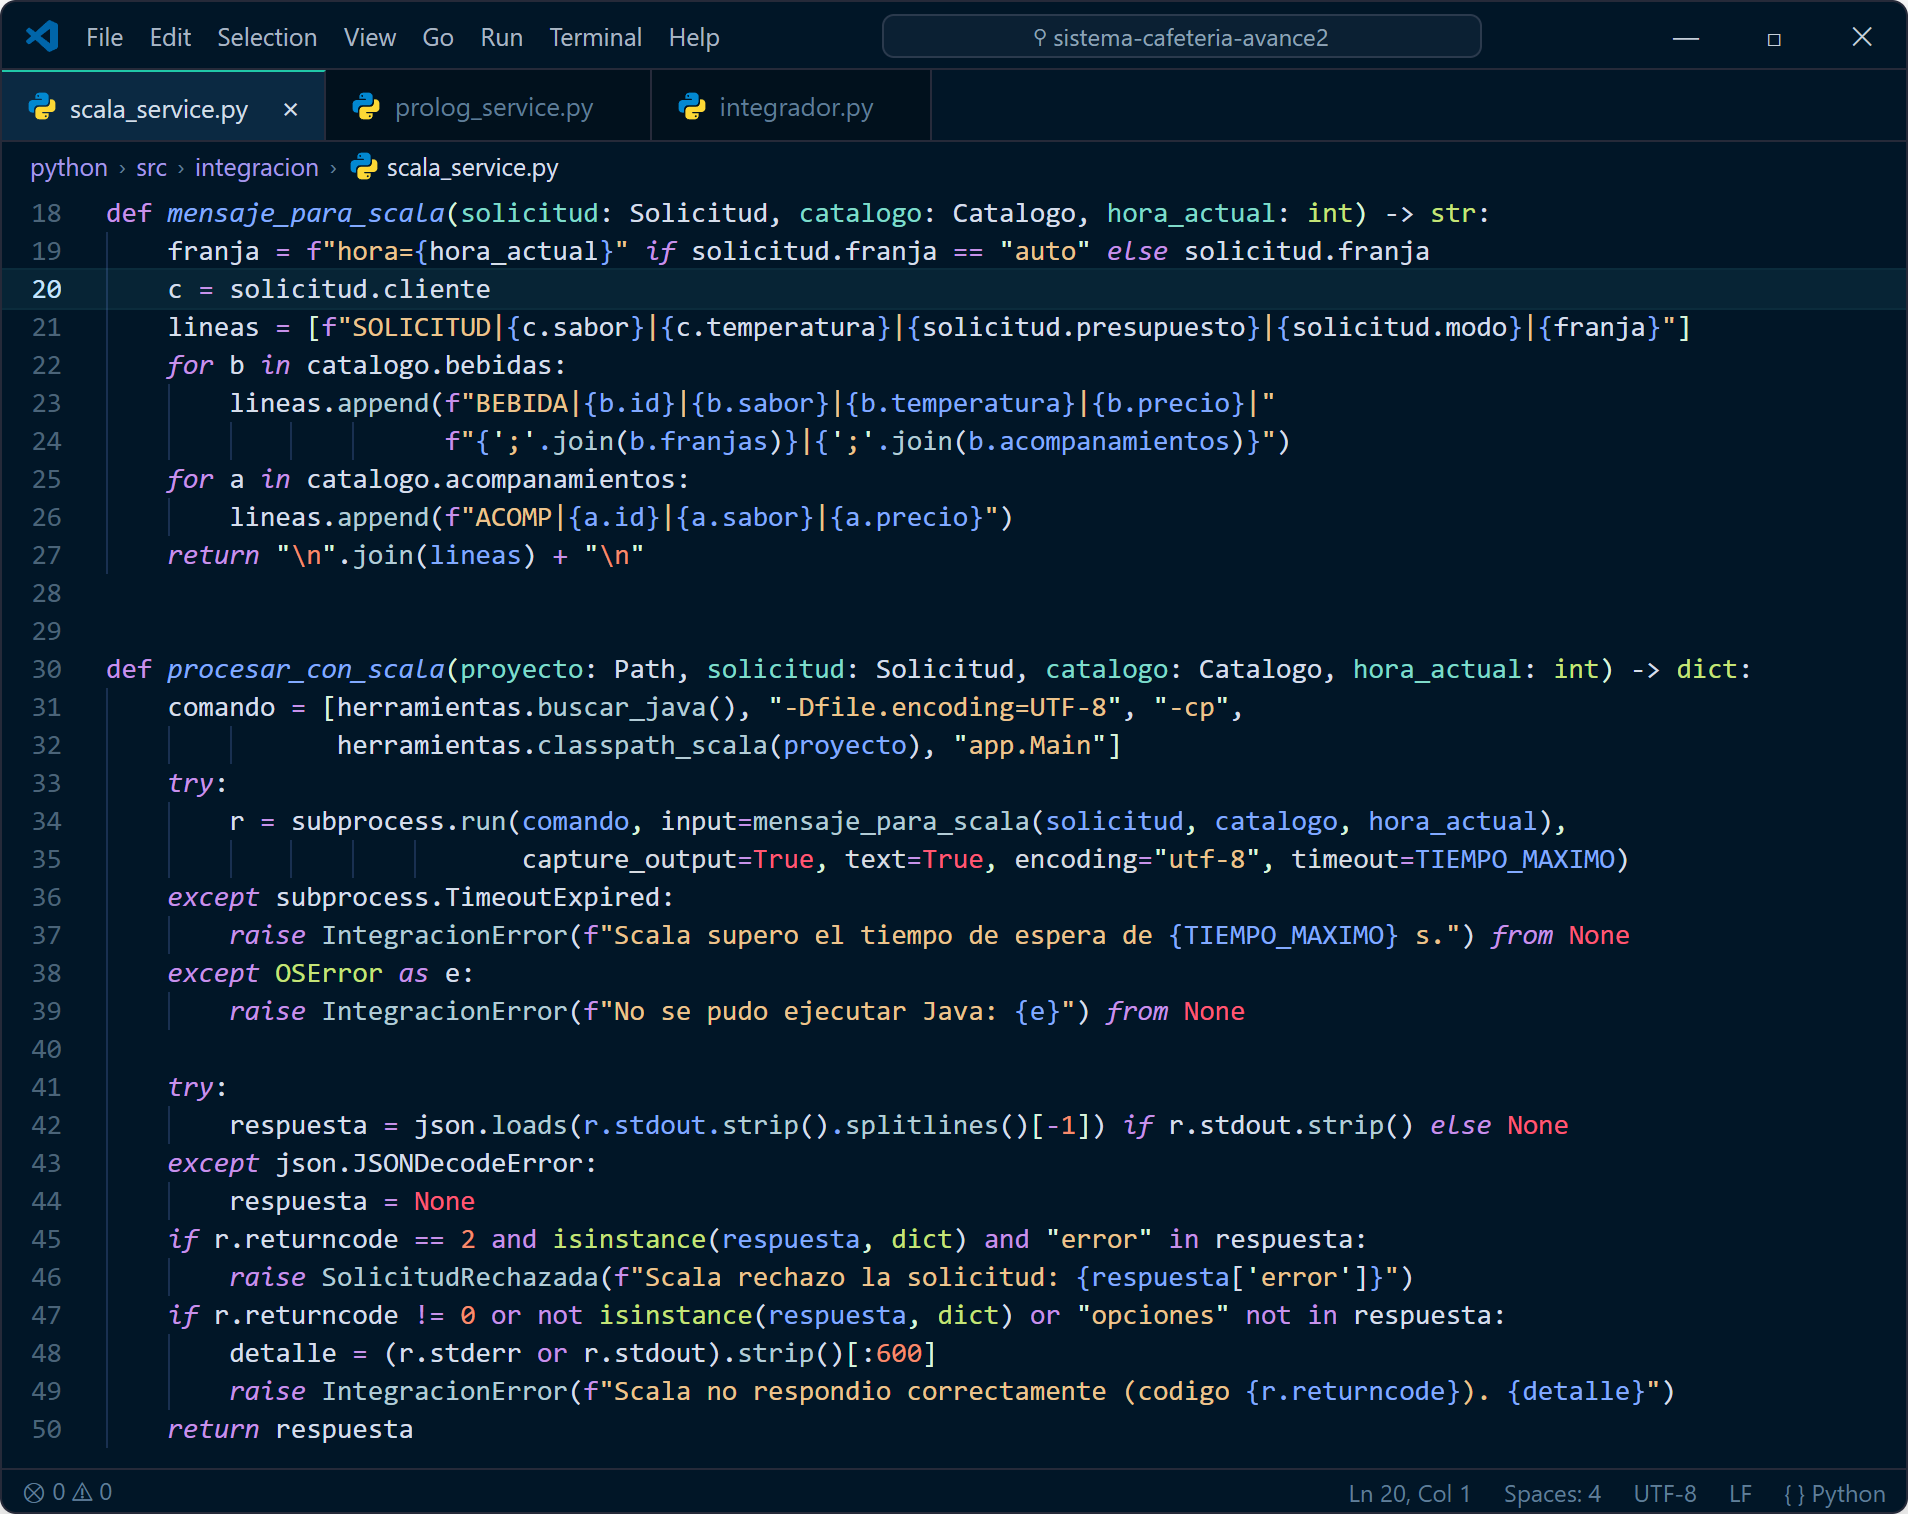 File Edit Selection View Go Run Terminal Help
sistema-cafeteria-avance2
scala_service.py × prolog_service.py integrador.py
python › src › integracion › scala_service.py
18 def mensaje_para_scala(solicitud: Solicitud, catalogo: Catalogo, hora_actual: int) -> str:
19     franja = f"hora={hora_actual}" if solicitud.franja == "auto" else solicitud.franja
20     c = solicitud.cliente
21     lineas = [f"SOLICITUD|{c.sabor}|{c.temperatura}|{solicitud.presupuesto}|{solicitud.modo}|{franja}"]
22     for b in catalogo.bebidas:
23         lineas.append(f"BEBIDA|{b.id}|{b.sabor}|{b.temperatura}|{b.precio}|"
24                       f"{';'.join(b.franjas)}|{';'.join(b.acompanamientos)}")
25     for a in catalogo.acompanamientos:
26         lineas.append(f"ACOMP|{a.id}|{a.sabor}|{a.precio}")
27     return "\n".join(lineas) + "\n"
28
29
30 def procesar_con_scala(proyecto: Path, solicitud: Solicitud, catalogo: Catalogo, hora_actual: int) -> dict:
31     comando = [herramientas.buscar_java(), "-Dfile.encoding=UTF-8", "-cp",
32                herramientas.classpath_scala(proyecto), "app.Main"]
33     try:
34         r = subprocess.run(comando, input=mensaje_para_scala(solicitud, catalogo, hora_actual),
35                            capture_output=True, text=True, encoding="utf-8", timeout=TIEMPO_MAXIMO)
36     except subprocess.TimeoutExpired:
37         raise IntegracionError(f"Scala supero el tiempo de espera de {TIEMPO_MAXIMO} s.") from None
38     except OSError as e:
39         raise IntegracionError(f"No se pudo ejecutar Java: {e}") from None
40
41     try:
42         respuesta = json.loads(r.stdout.strip().splitlines()[-1]) if r.stdout.strip() else None
43     except json.JSONDecodeError:
44         respuesta = None
45     if r.returncode == 2 and isinstance(respuesta, dict) and "error" in respuesta:
46         raise SolicitudRechazada(f"Scala rechazo la solicitud: {respuesta['error']}")
47     if r.returncode != 0 or not isinstance(respuesta, dict) or "opciones" not in respuesta:
48         detalle = (r.stderr or r.stdout).strip()[:600]
49         raise IntegracionError(f"Scala no respondio correctamente (codigo {r.returncode}). {detalle}")
50     return respuesta
0 0 Ln 20, Col 1 Spaces: 4 UTF-8 LF { } Python